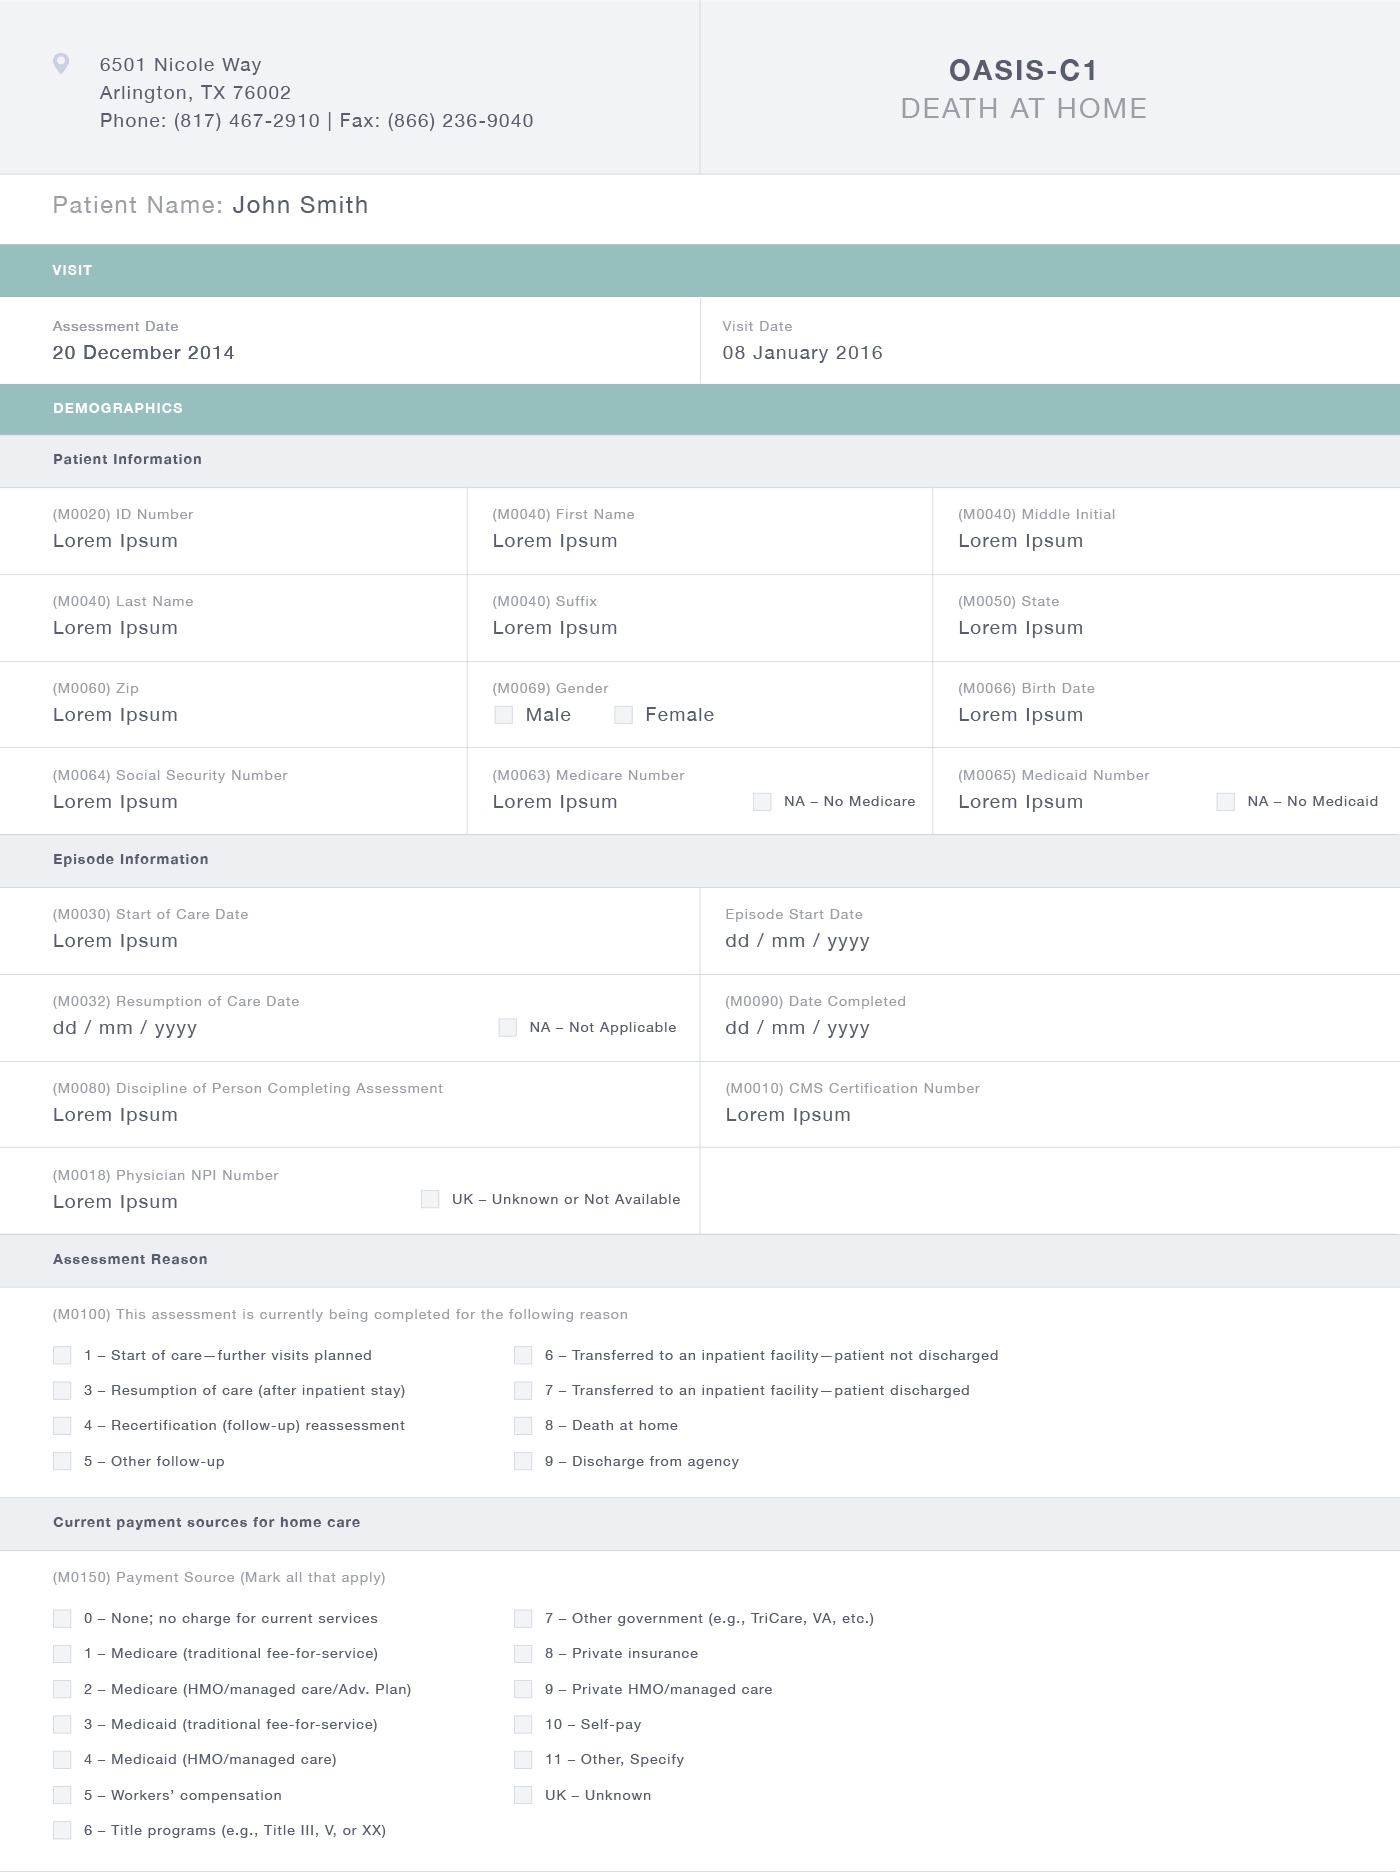 6501 Nicole Way
Arlington, TX 76002
Phone: (817) 467-2910 | Fax: (866) 236-9040
OASIS-C1
DEATH AT HOME
Patient Name: John Smith
VISIT
Assessment Date
20 December 2014
Visit Date
08 January 2016
DEMOGRAPHICS
Patient Information
(M0020) ID Number
Lorem Ipsum
(M0040) First Name
Lorem Ipsum
(M0040) Middle Initial
Lorem Ipsum
(M0040) Last Name
Lorem Ipsum
(M0040) Suffix
Lorem Ipsum
(M0050) State
Lorem Ipsum
(M0060) Zip
Lorem Ipsum
(M0069) Gender
Male Female
(M0066) Birth Date
Lorem Ipsum
(M0064) Social Security Number
Lorem Ipsum
(M0063) Medicare Number
Lorem Ipsum NA – No Medicare
(M0065) Medicaid Number
Lorem Ipsum NA – No Medicaid
Episode Information
(M0030) Start of Care Date
Lorem Ipsum
Episode Start Date
dd / mm / yyyy
(M0032) Resumption of Care Date
dd / mm / yyyy NA – Not Applicable
(M0090) Date Completed
dd / mm / yyyy
(M0080) Discipline of Person Completing Assessment
Lorem Ipsum
(M0010) CMS Certification Number
Lorem Ipsum
(M0018) Physician NPI Number
Lorem Ipsum UK – Unknown or Not Available
Assessment Reason
(M0100) This assessment is currently being completed for the following reason
1 – Start of care—further visits planned
3 – Resumption of care (after inpatient stay)
4 – Recertification (follow-up) reassessment
5 – Other follow-up
6 – Transferred to an inpatient facility—patient not discharged
7 – Transferred to an inpatient facility—patient discharged
8 – Death at home
9 – Discharge from agency
Current payment sources for home care
(M0150) Payment Source (Mark all that apply)
0 – None; no charge for current services
1 – Medicare (traditional fee-for-service)
2 – Medicare (HMO/managed care/Adv. Plan)
3 – Medicaid (traditional fee-for-service)
4 – Medicaid (HMO/managed care)
5 – Workers’ compensation
6 – Title programs (e.g., Title III, V, or XX)
7 – Other government (e.g., TriCare, VA, etc.)
8 – Private insurance
9 – Private HMO/managed care
10 – Self-pay
11 – Other, Specify
UK – Unknown